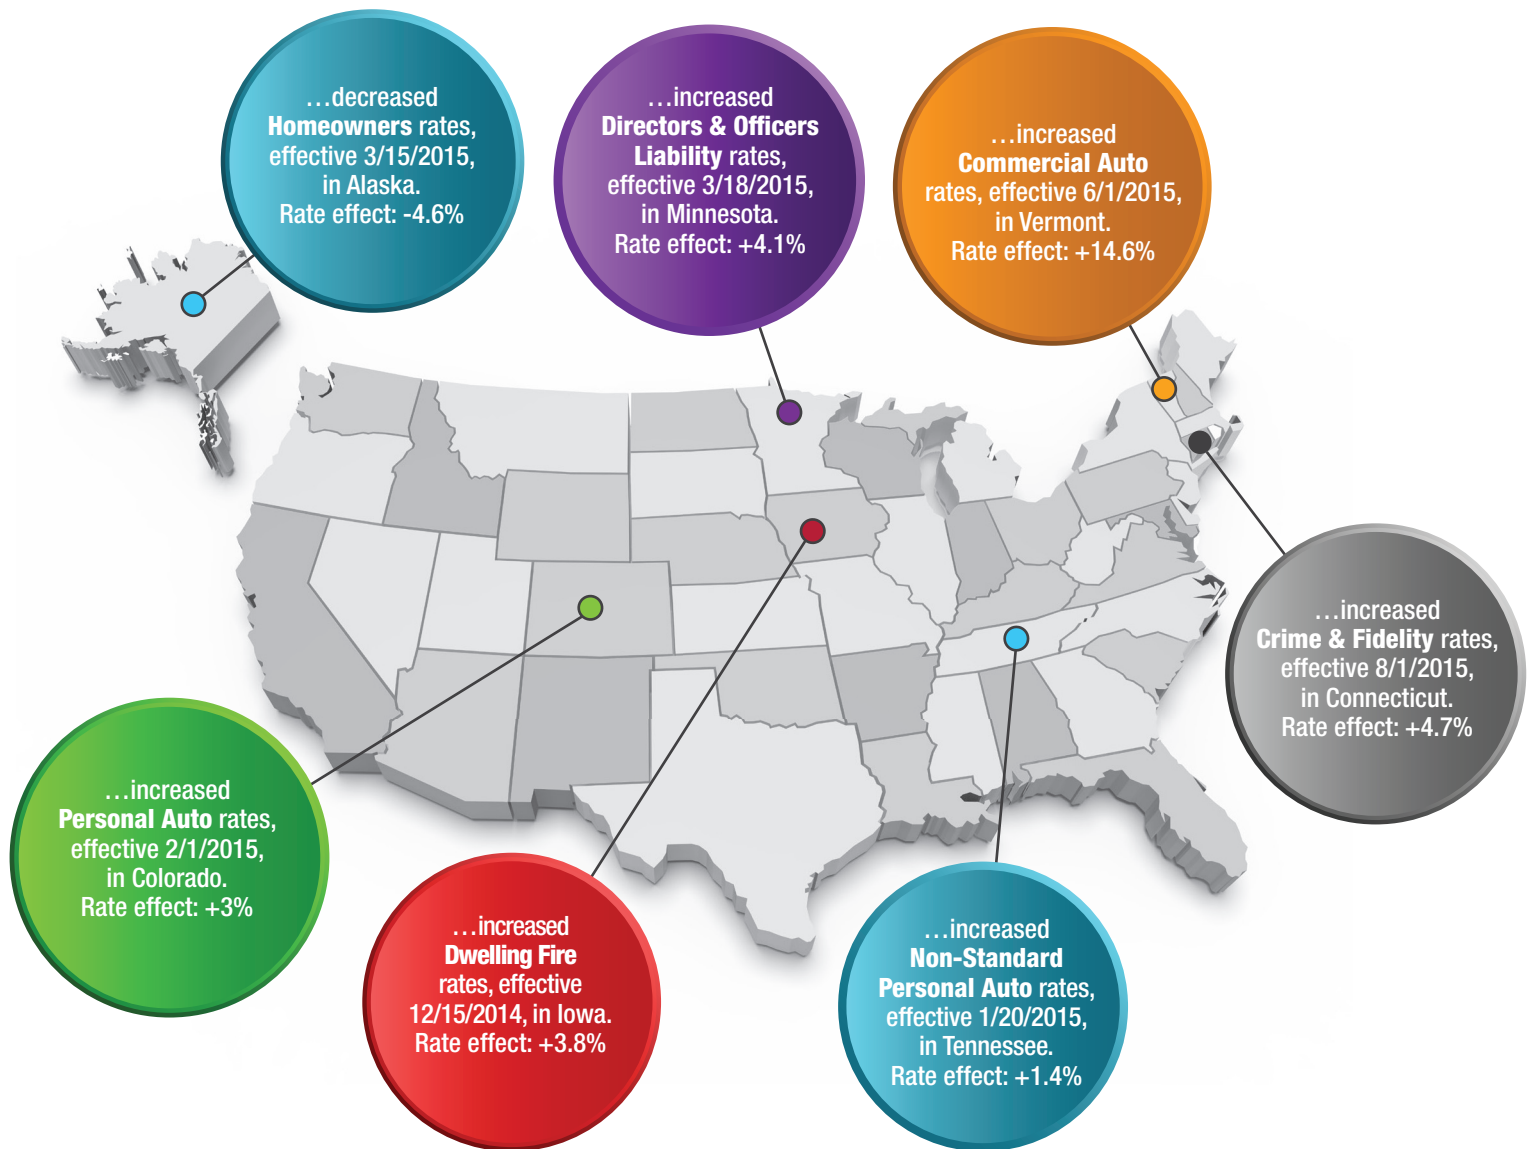 …decreased
Homeowners rates,
effective 3/15/2015,
in Alaska.
Rate effect: -4.6%
…increased
Directors & Officers
Liability rates,
effective 3/18/2015,
in Minnesota.
Rate effect: +4.1%
…increased
Commercial Auto
rates, effective 6/1/2015,
in Vermont.
Rate effect: +14.6%
…increased
Crime & Fidelity rates,
effective 8/1/2015,
in Connecticut.
Rate effect: +4.7%
…increased
Personal Auto rates,
effective 2/1/2015,
in Colorado.
Rate effect: +3%
…increased
Dwelling Fire
rates, effective
12/15/2014, in Iowa.
Rate effect: +3.8%
…increased
Non-Standard
Personal Auto rates,
effective 1/20/2015,
in Tennessee.
Rate effect: +1.4%